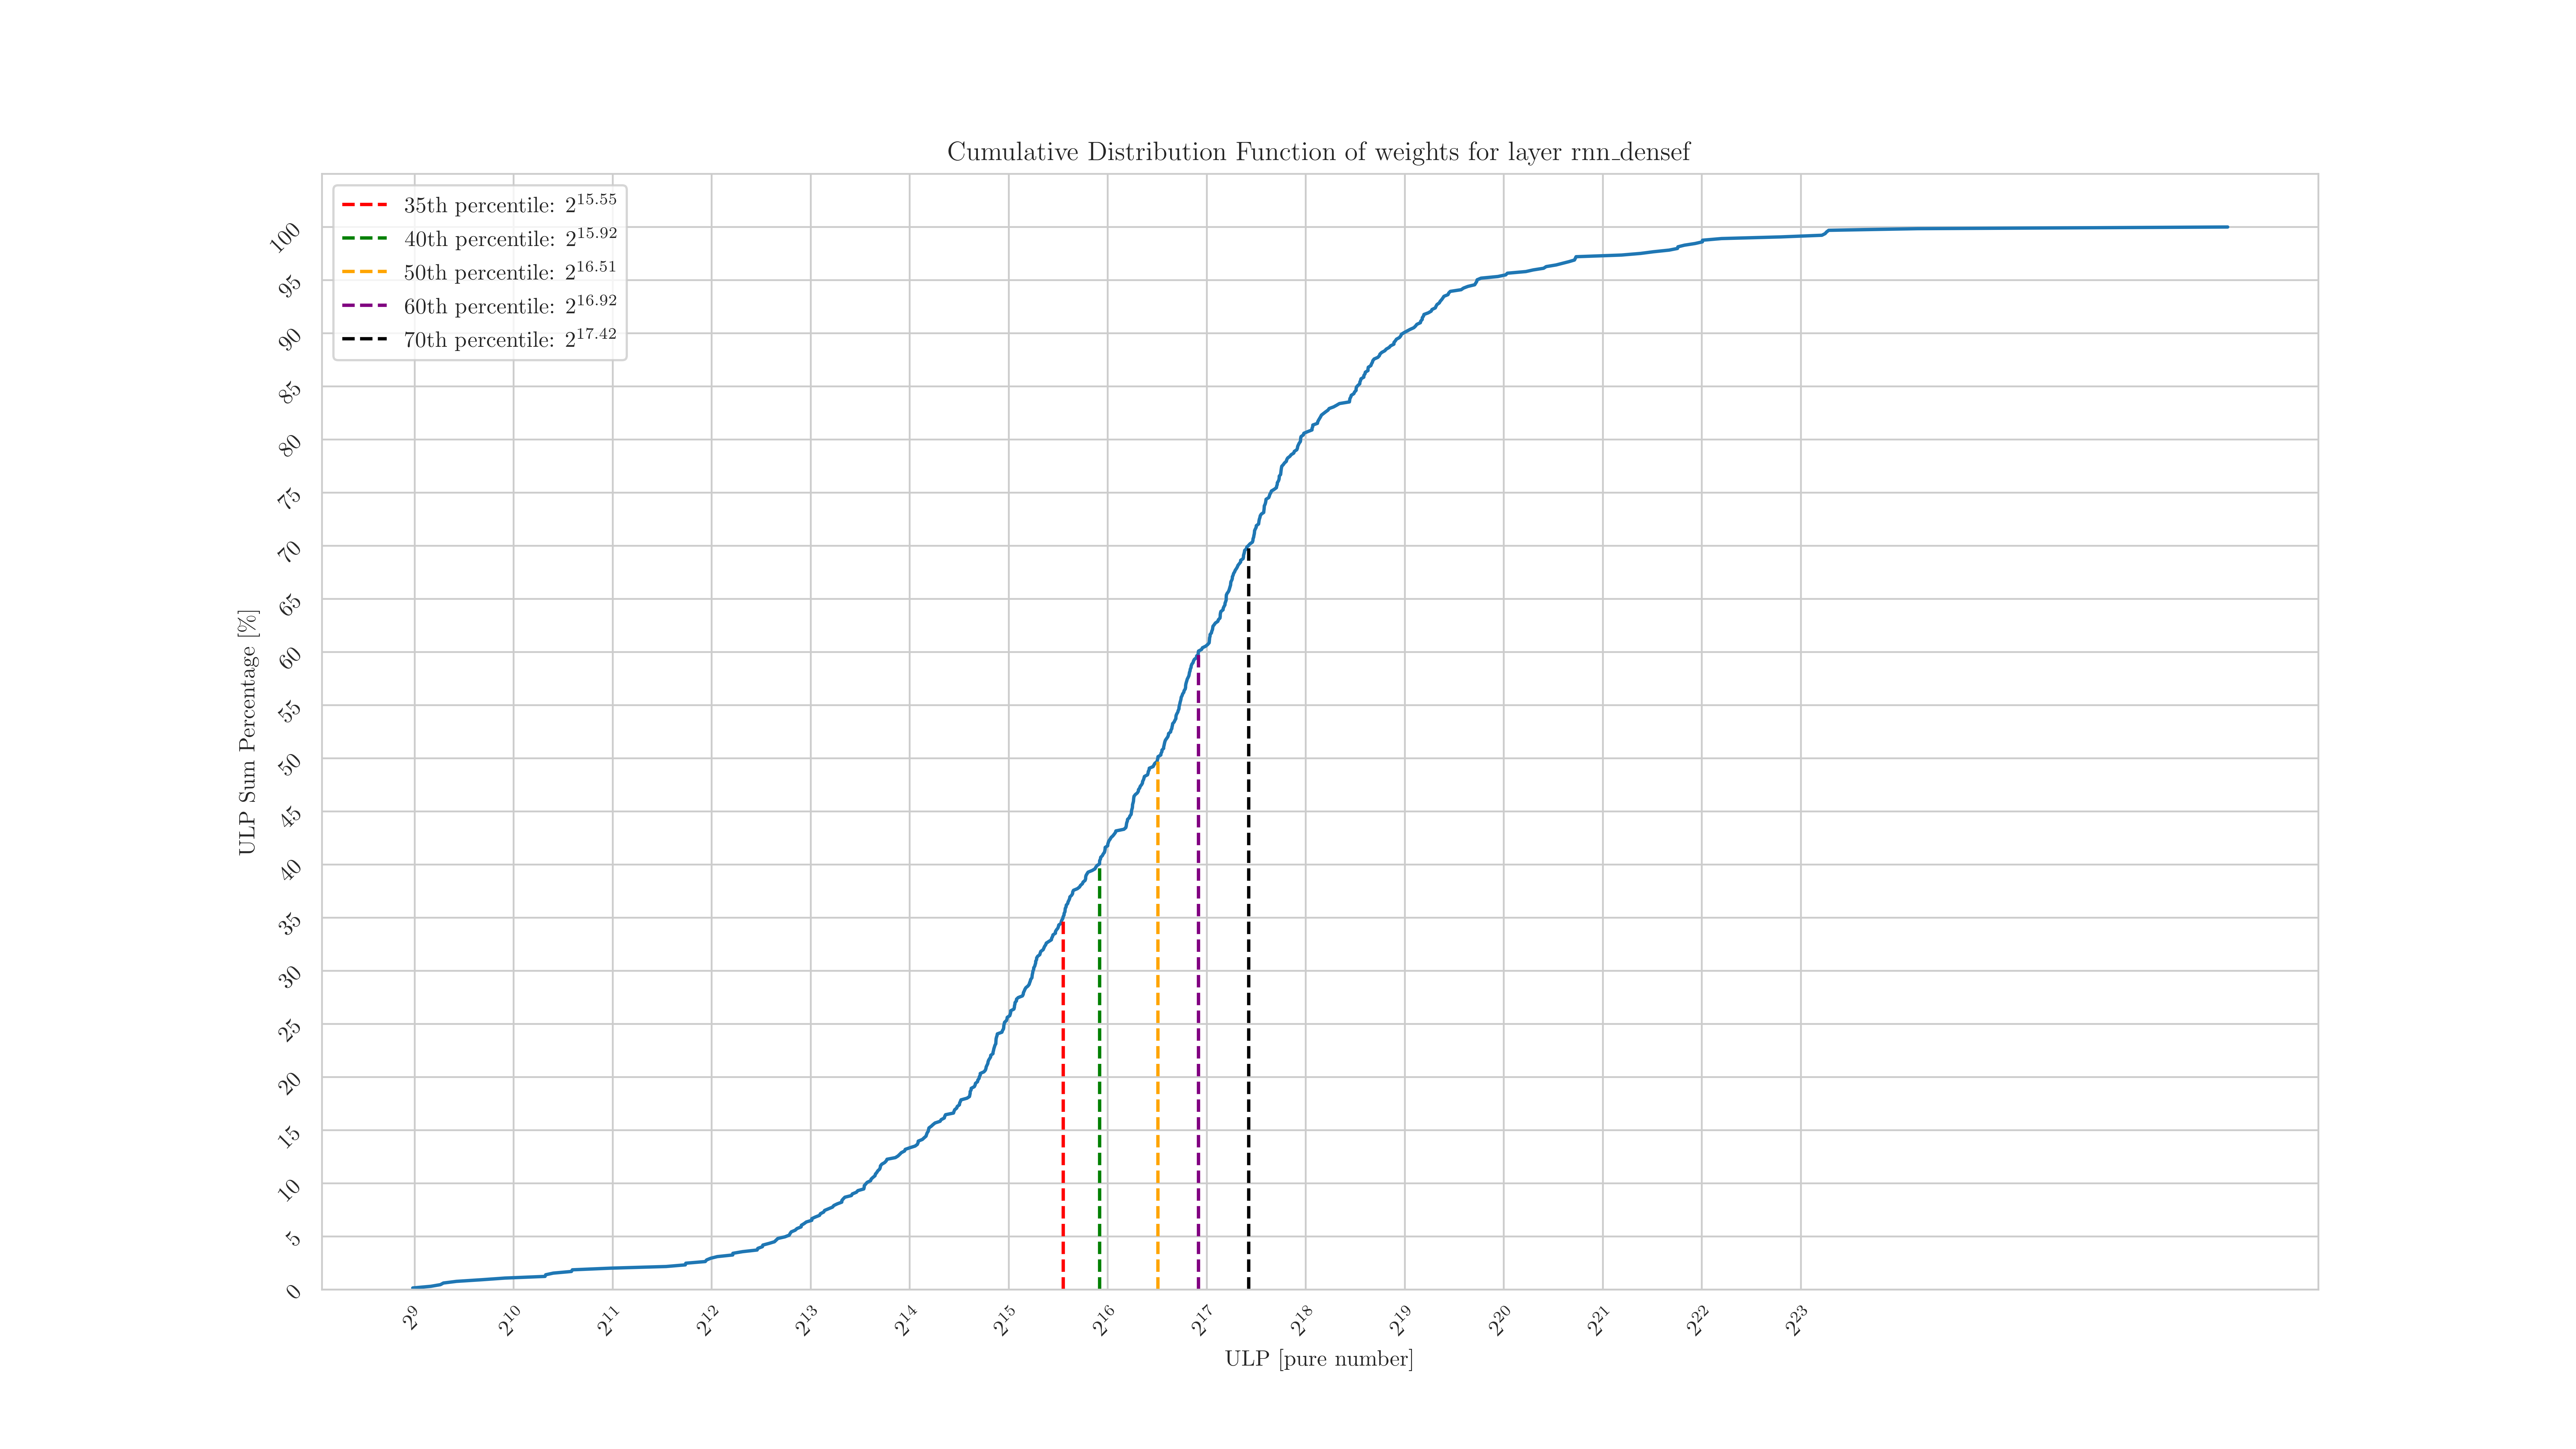 Cumulative Distribution Function of weights for layer rnn_densef
35th percentile: 2^15.55
40th percentile: 2^15.92
50th percentile: 2^16.51
60th percentile: 2^16.92
70th percentile: 2^17.42
100
95
90
85
80
75
70
65
60
55
50
45
40
35
30
25
20
15
10
5
0
ULP Sum Percentage [%]
2^9 2^10 2^11 2^12 2^13 2^14 2^15 2^16 2^17 2^18 2^19 2^20 2^21 2^22 2^23
ULP [pure number]